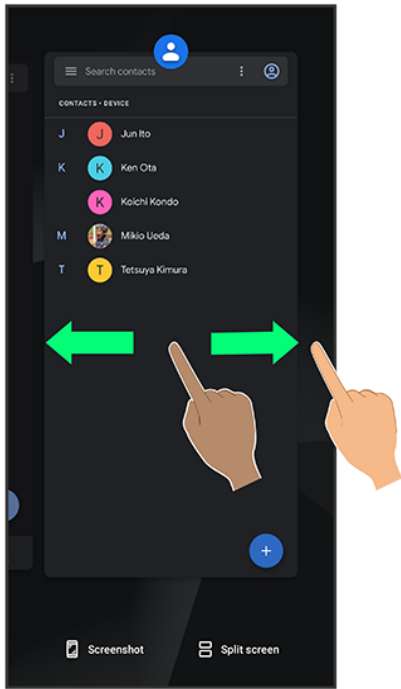 Search contacts
CONTACTS • DEVICE
J J Jun Ito
K K Ken Ota
K Koichi Kondo
M Mikio Ueda
T T Tetsuya Kimura
Screenshot Split screen